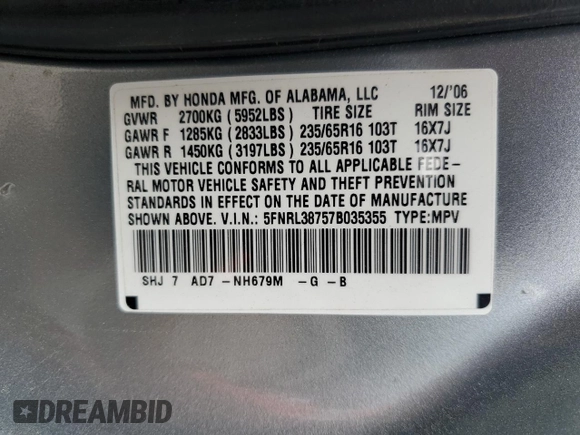 MFD. BY HONDA MFG. OF ALABAMA, LLC 12/'06
GVWR 2700KG (5952LBS) TIRE SIZE RIM SIZE
GAWR F 1285KG (2833LBS) 235/65R16 103T 16X7J
GAWR R 1450KG (3197LBS) 235/65R16 103T 16X7J
THIS VEHICLE CONFORMS TO ALL APPLICABLE FEDE-
RAL MOTOR VEHICLE SAFETY AND THEFT PREVENTION
STANDARDS IN EFFECT ON THE DATE OF MANUFACTURE
SHOWN ABOVE. V.I.N.: 5FNRL38757B035355 TYPE:MPV
SHJ 7 AD7 -NH679M -G -B
DREAMBID